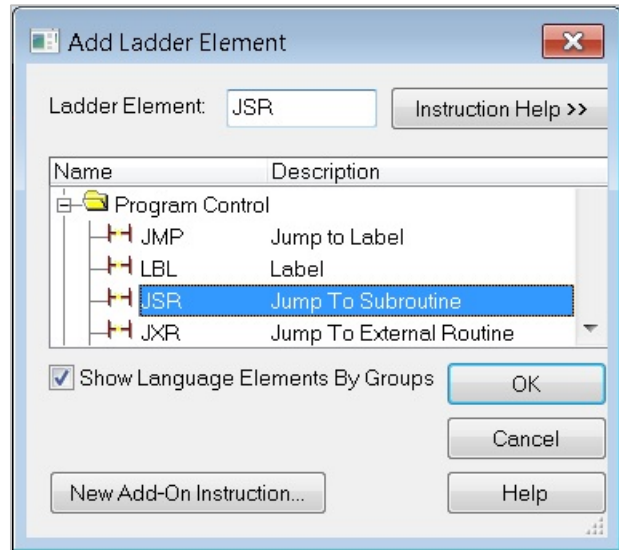 Add Ladder Element
Ladder Element: JSR Instruction Help >>
Name Description
Program Control
JMP Jump to Label
LBL Label
JSR Jump To Subroutine
JXR Jump To External Routine
Show Language Elements By Groups
OK
Cancel
New Add-On Instruction... Help